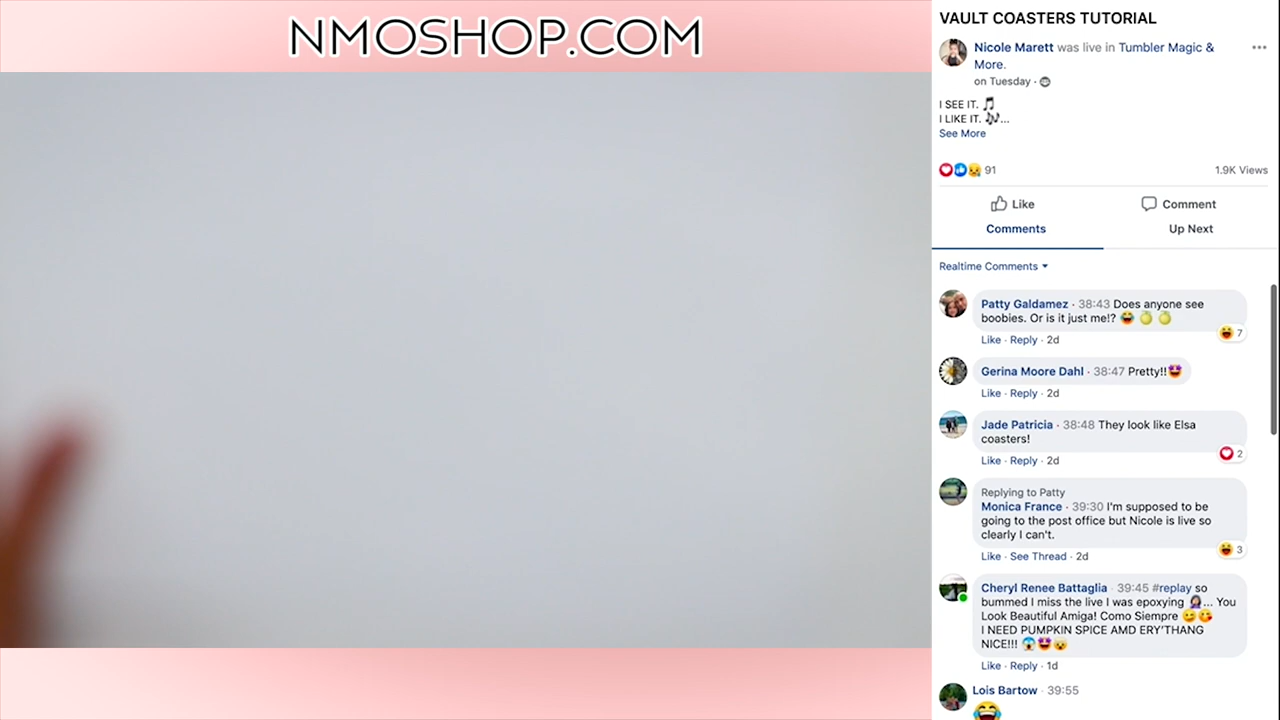 NMOSHOP.COM
VAULT COASTERS TUTORIAL
Nicole Marett was live in Tumbler Magic &
More.
on Tuesday ·
I SEE IT. 🎵
I LIKE IT. 🎶...
See More
91
1.9K Views
Like
Comment
Comments
Up Next
Realtime Comments
Patty Galdamez · 38:43 Does anyone see
boobies. Or is it just me!? 😂 🍈 🍈
7
Like · Reply · 2d
Gerina Moore Dahl · 38:47 Pretty!!😍
Like · Reply · 2d
Jade Patricia · 38:48 They look like Elsa
coasters!
2
Like · Reply · 2d
Replying to Patty
Monica France · 39:30 I'm supposed to be
going to the post office but Nicole is live so
clearly I can't.
3
Like · See Thread · 2d
Cheryl Renee Battaglia · 39:45 #replay so
bummed I miss the live I was epoxying 🤦🏻‍♀️... You
Look Beautiful Amiga! Como Siempre 😏😘
I NEED PUMPKIN SPICE AMD ERY'THANG
NICE!!! 😱😍😺
Like · Reply · 1d
Lois Bartow · 39:55
😂